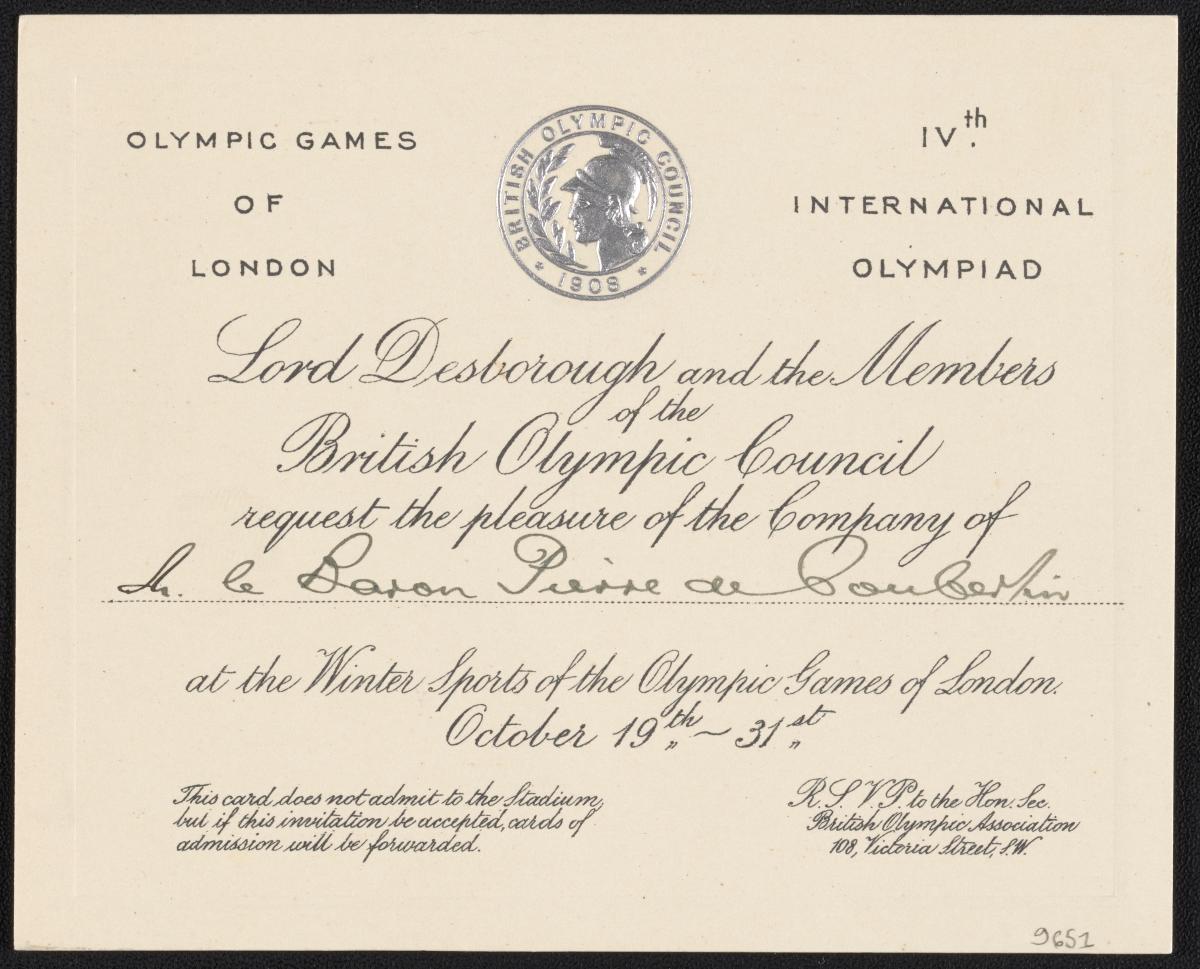 OLYMPIC GAMES
OF
LONDON
BRITISH OLYMPIC COUNCIL
* 1908 *
IVth.
INTERNATIONAL
OLYMPIAD
Lord Desborough and the Members
of the
British Olympic Council
request the pleasure of the Company of
M. le Baron Pierre de Coubertin
at the Winter Sports of the Olympic Games of London.
October 19th ~ 31st
This card does not admit to the Stadium,
but if this invitation be accepted, cards of
admission will be forwarded.
R.S.V.P. to the Hon. Sec.
British Olympic Association
108, Victoria Street, S.W.
9651